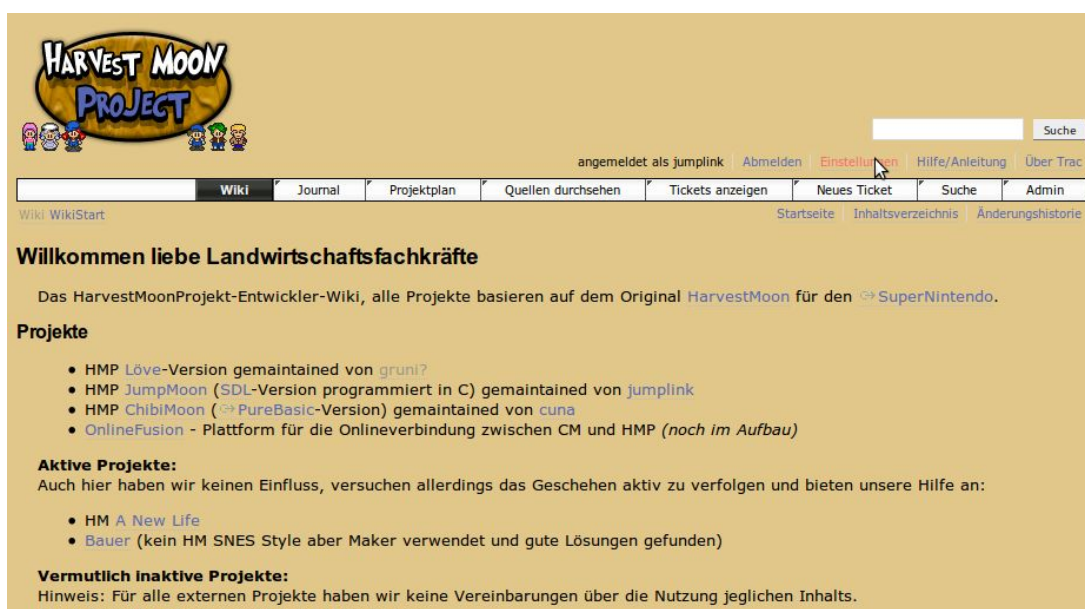 HARVEST MOON
PROJECT
Suche
angemeldet als jumplink Abmelden Einstellungen Hilfe/Anleitung Über Trac
Wiki Journal Projektplan Quellen durchsehen Tickets anzeigen Neues Ticket Suche Admin
Wiki WikiStart Startseite Inhaltsverzeichnis Änderungshistorie
Willkommen liebe Landwirtschaftsfachkräfte
Das HarvestMoonProjekt-Entwickler-Wiki, alle Projekte basieren auf dem Original HarvestMoon für den SuperNintendo.
Projekte
• HMP Löve-Version gemaintained von gruni?
• HMP JumpMoon (SDL-Version programmiert in C) gemaintained von jumplink
• HMP ChibiMoon (PureBasic-Version) gemaintained von cuna
• OnlineFusion - Plattform für die Onlineverbindung zwischen CM und HMP (noch im Aufbau)
Aktive Projekte:
Auch hier haben wir keinen Einfluss, versuchen allerdings das Geschehen aktiv zu verfolgen und bieten unsere Hilfe an:
• HM A New Life
• Bauer (kein HM SNES Style aber Maker verwendet und gute Lösungen gefunden)
Vermutlich inaktive Projekte:
Hinweis: Für alle externen Projekte haben wir keine Vereinbarungen über die Nutzung jeglichen Inhalts.